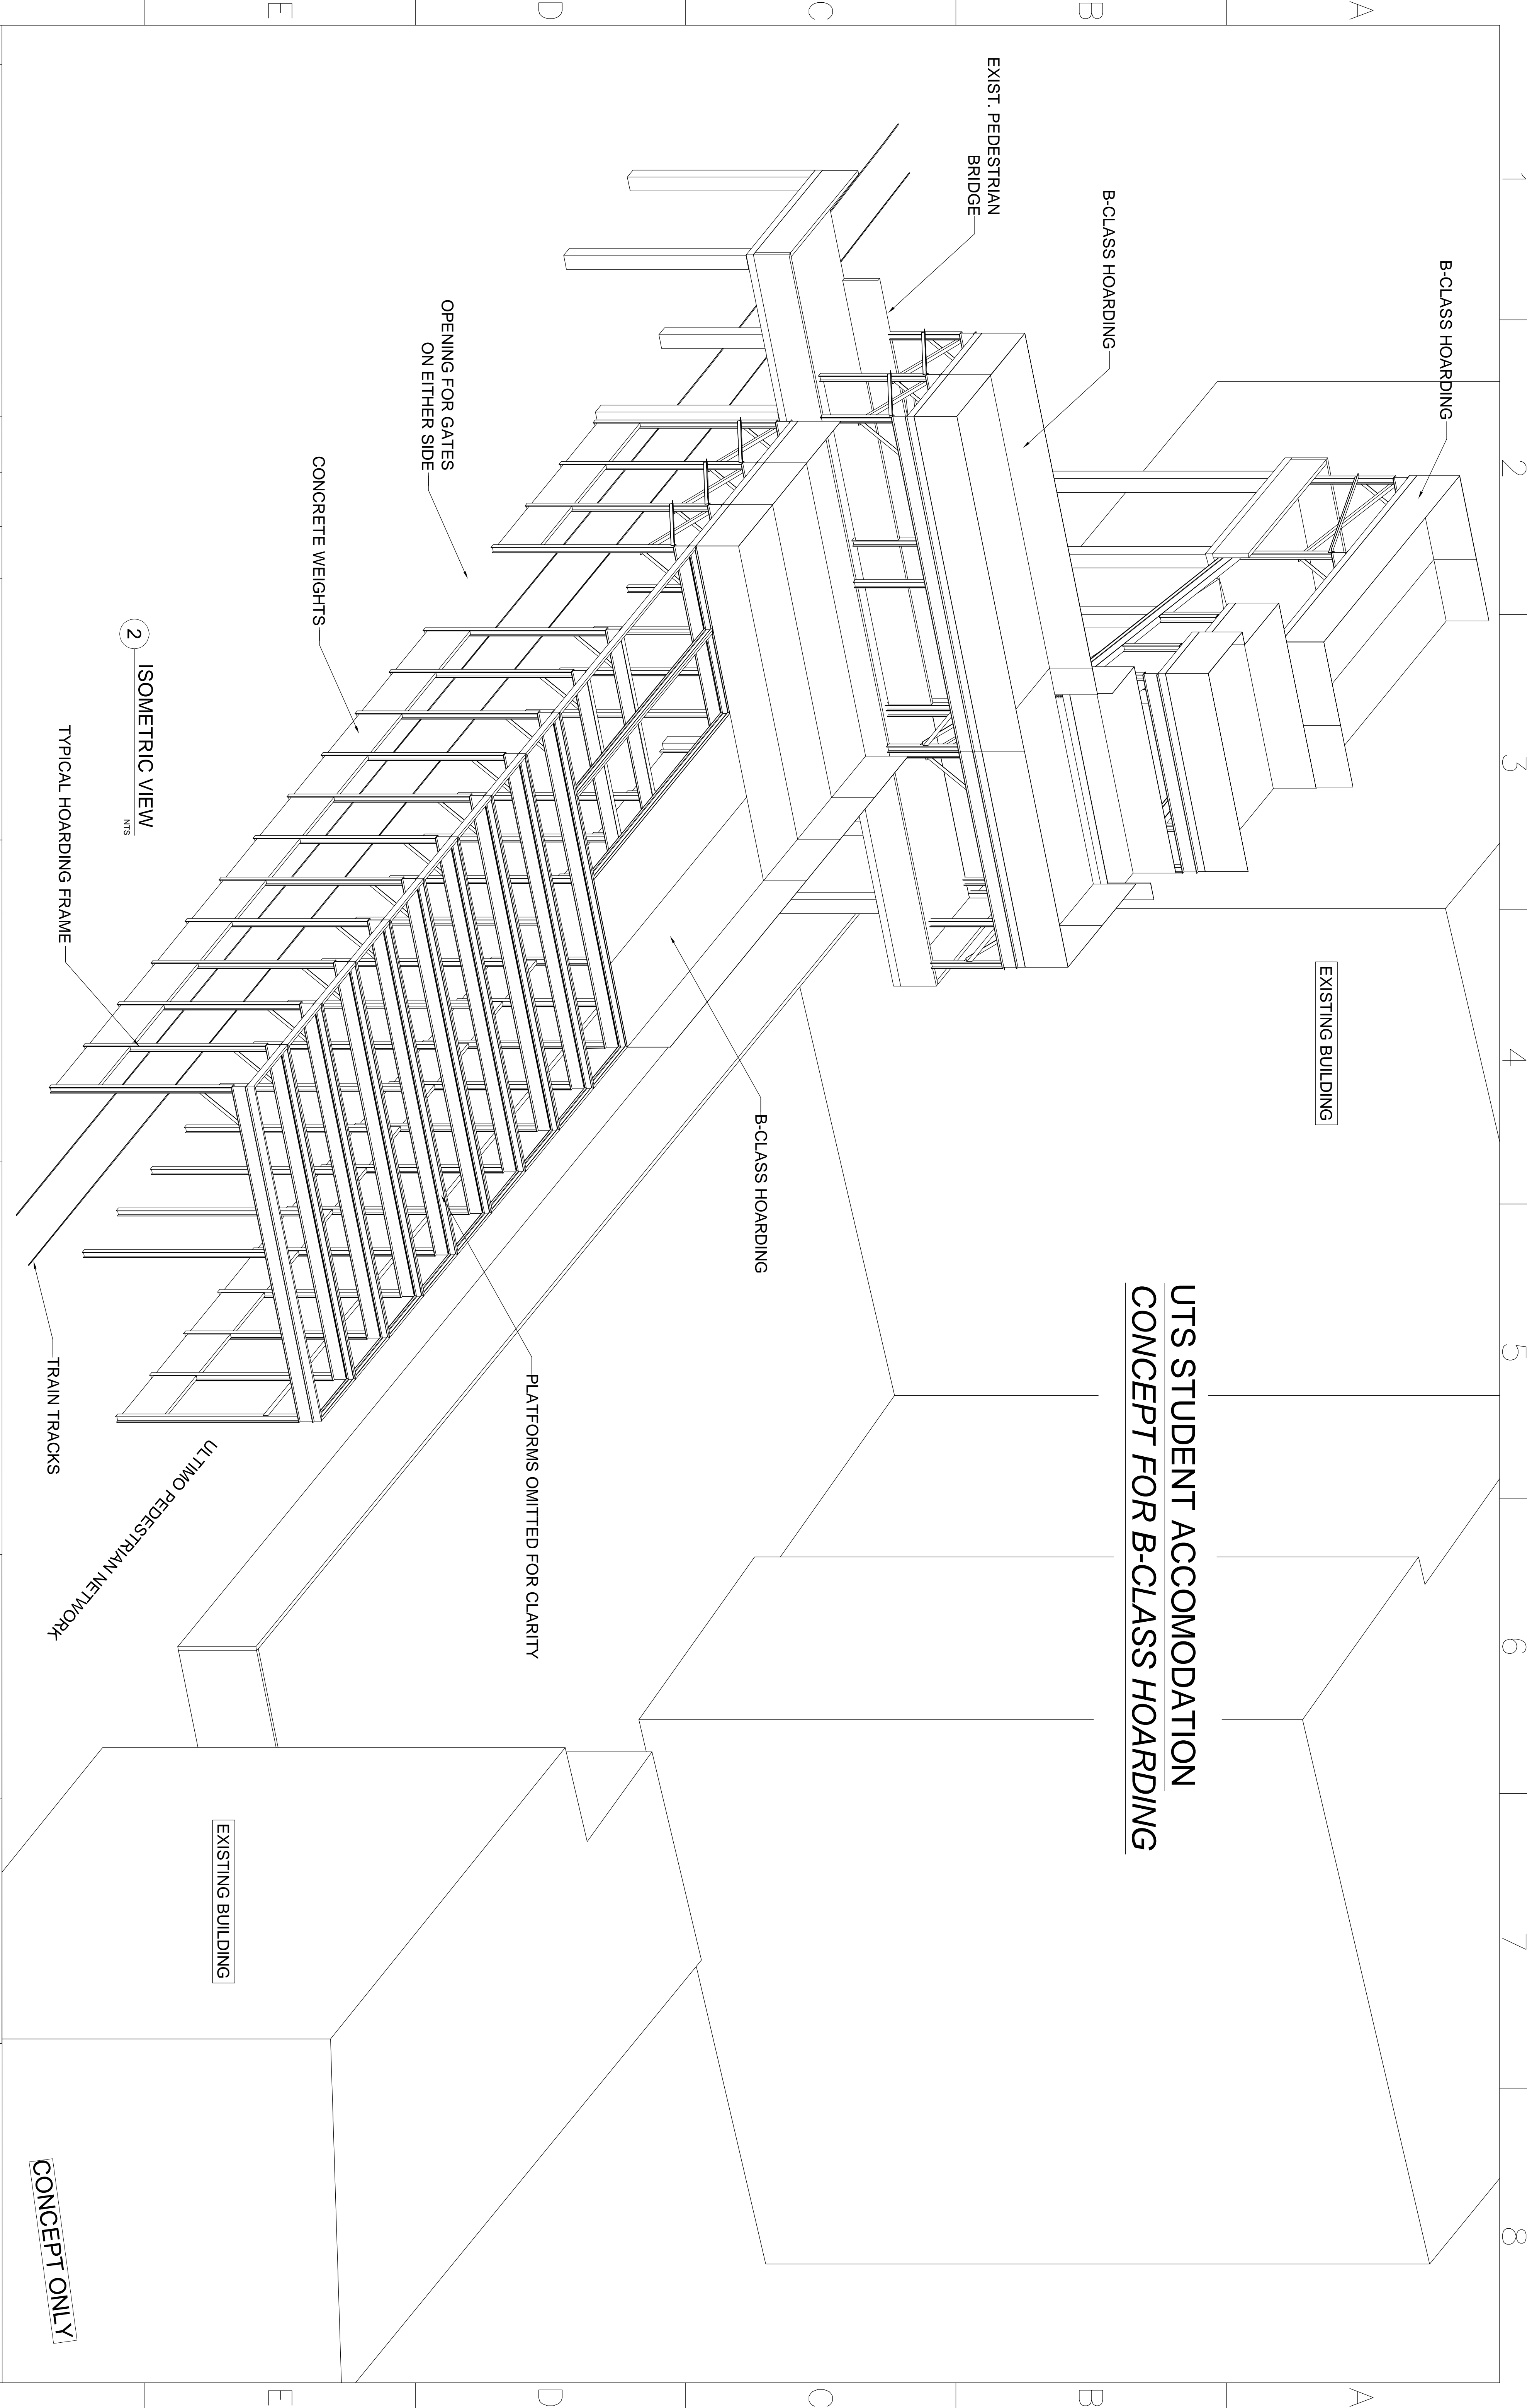 1
2
3
4
5
6
7
8
A
A
B-CLASS HOARDING
EXISTING BUILDING
UTS STUDENT ACCOMODATION
CONCEPT FOR B-CLASS HOARDING
B
B
B-CLASS HOARDING
EXIST. PEDESTRIAN
BRIDGE
C
C
B-CLASS HOARDING
D
D
PLATFORMS OMITTED FOR CLARITY
OPENING FOR GATES
ON EITHER SIDE
CONCRETE WEIGHTS
E
E
EXISTING BUILDING
ULTIMO PEDESTRIAN NETWORK
2
ISOMETRIC VIEW
NTS
TYPICAL HOARDING FRAME
TRAIN TRACKS
CONCEPT ONLY